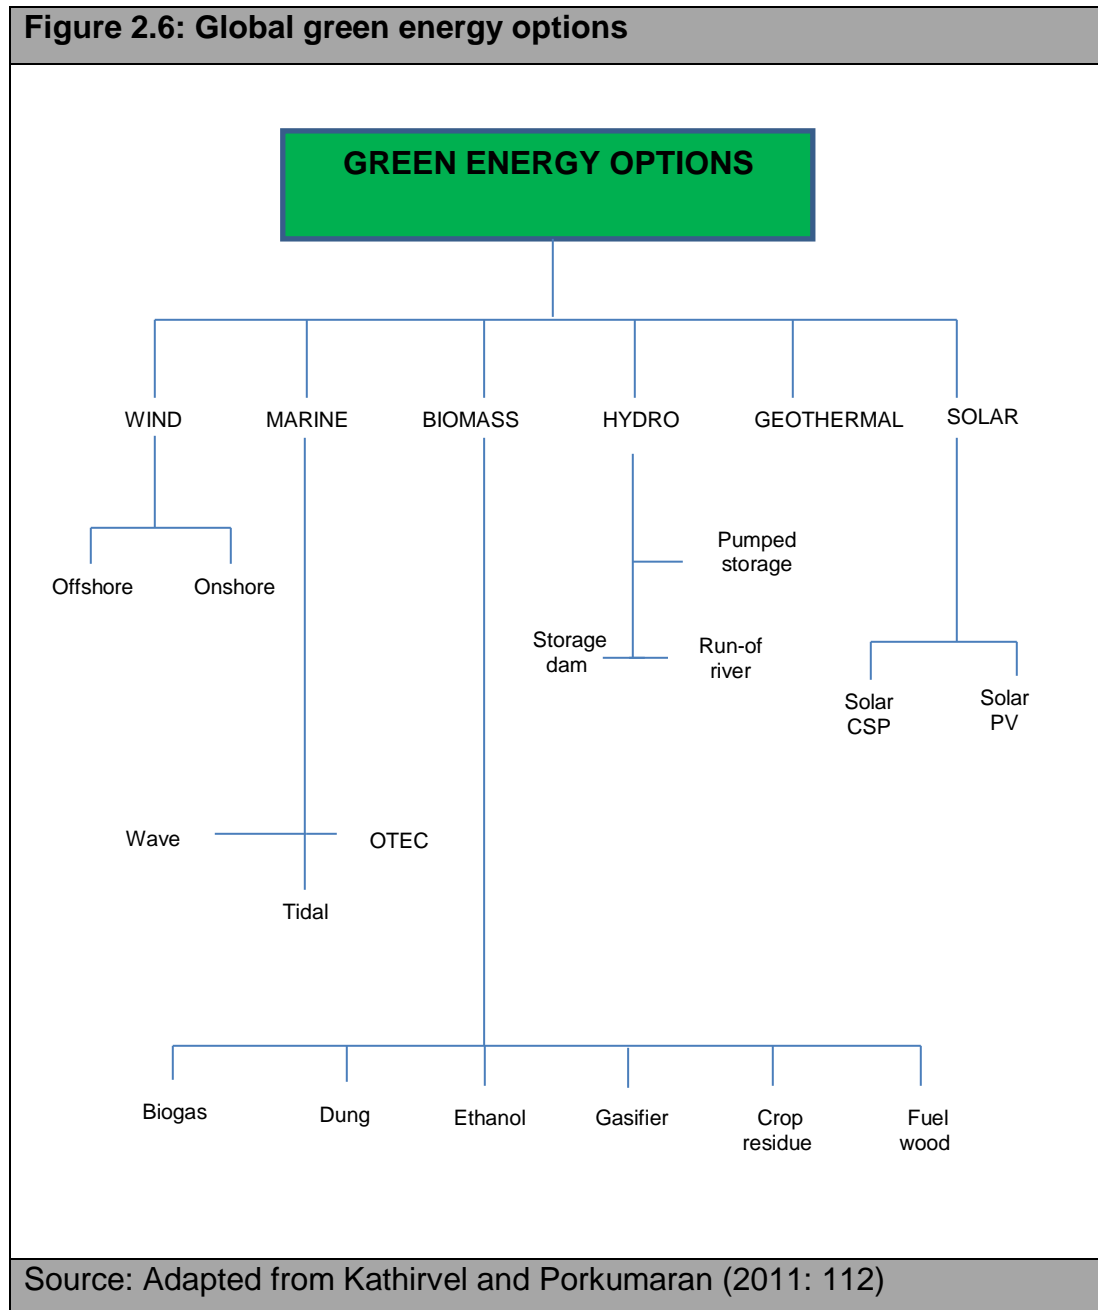 Figure 2.6: Global green energy options
GREEN ENERGY OPTIONS
WIND
MARINE
BIOMASS
HYDRO
GEOTHERMAL
SOLAR
Offshore
Onshore
Pumped
storage
Storage
dam
Run-of
river
Solar
CSP
Solar
PV
Wave
OTEC
Tidal
Biogas
Dung
Ethanol
Gasifier
Crop
residue
Fuel
wood
Source: Adapted from Kathirvel and Porkumaran (2011: 112)